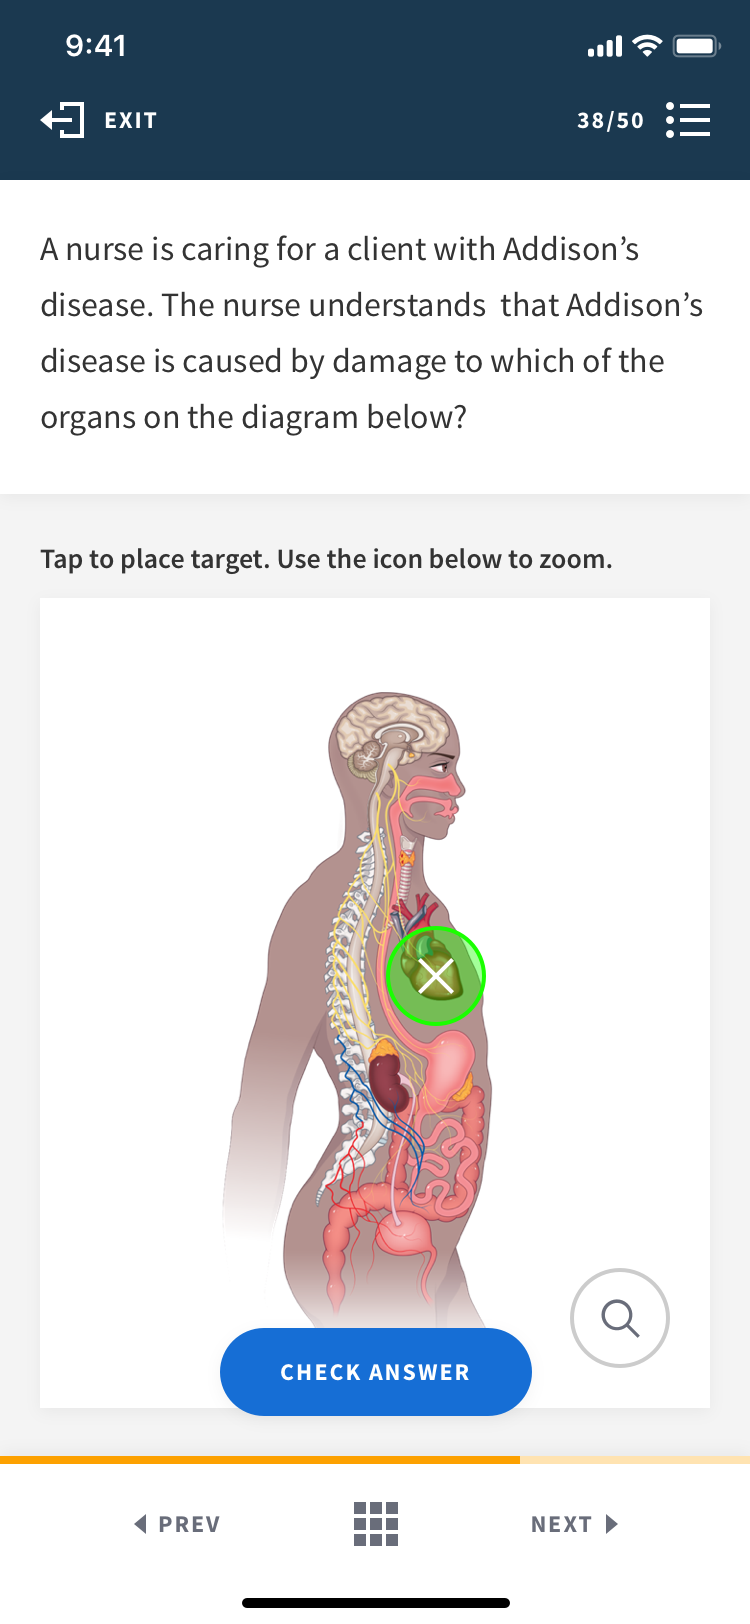 9:41
EXIT
38/50
A nurse is caring for a client with Addison’s
disease. The nurse understands  that Addison’s
disease is caused by damage to which of the
organs on the diagram below?
Tap to place target. Use the icon below to zoom.
CHECK ANSWER
PREV
NEXT